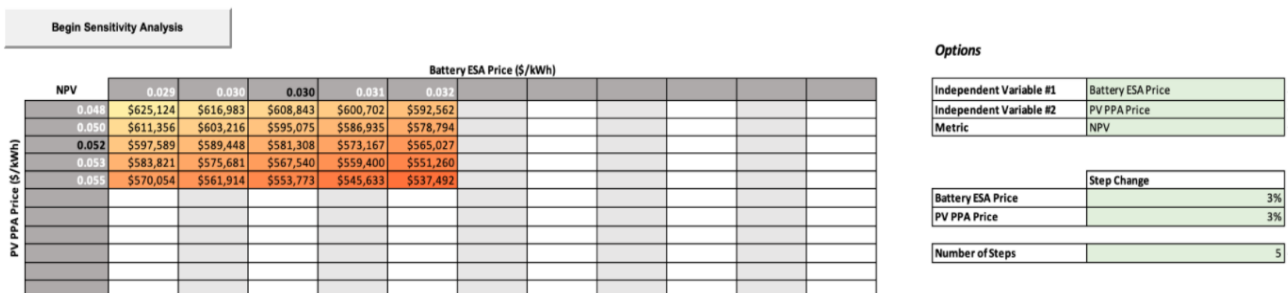 Begin Sensitivity Analysis
Options
Battery ESA Price ($/kWh)
NPV 0.029 0.030 0.030 0.031 0.032
0.048 $625,124 $616,983 $608,843 $600,702 $592,562
0.050 $611,356 $603,216 $595,075 $586,935 $578,794
0.052 $597,589 $589,448 $581,308 $573,167 $565,027
0.053 $583,821 $575,681 $567,540 $559,400 $551,260
0.055 $570,054 $561,914 $553,773 $545,633 $537,492
PV PPA Price ($/kWh)
Independent Variable #1 Battery ESA Price
Independent Variable #2 PV PPA Price
Metric NPV
Step Change
Battery ESA Price 3%
PV PPA Price 3%
Number of Steps 5